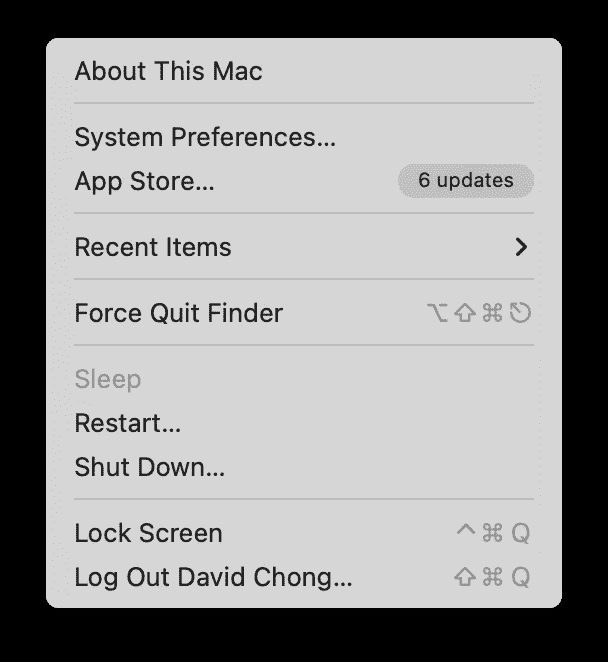 About This Mac
System Preferences...
App Store... 6 updates
Recent Items
Force Quit Finder ⌥⇧⌘⎋
Sleep
Restart...
Shut Down...
Lock Screen ^⌘Q
Log Out David Chong... ⇧⌘Q